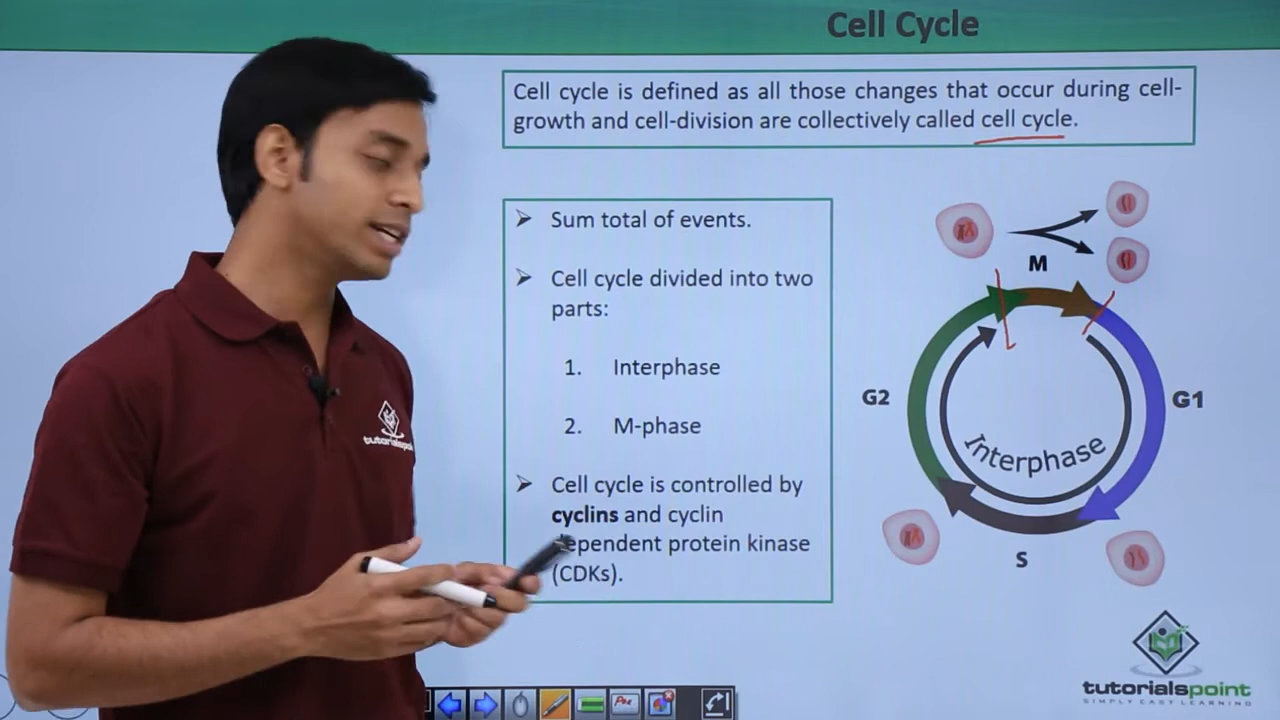 Cell Cycle
Cell cycle is defined as all those changes that occur during cell-
growth and cell-division are collectively called cell cycle.
Sum total of events.
Cell cycle divided into two
parts:
1. Interphase
2. M-phase
Cell cycle is controlled by
cyclins and cyclin
dependent protein kinase
(CDKs).
M
G2
G1
Interphase
S
tutorialspoint
SIMPLY EASY LEARNING
tutorialspoint